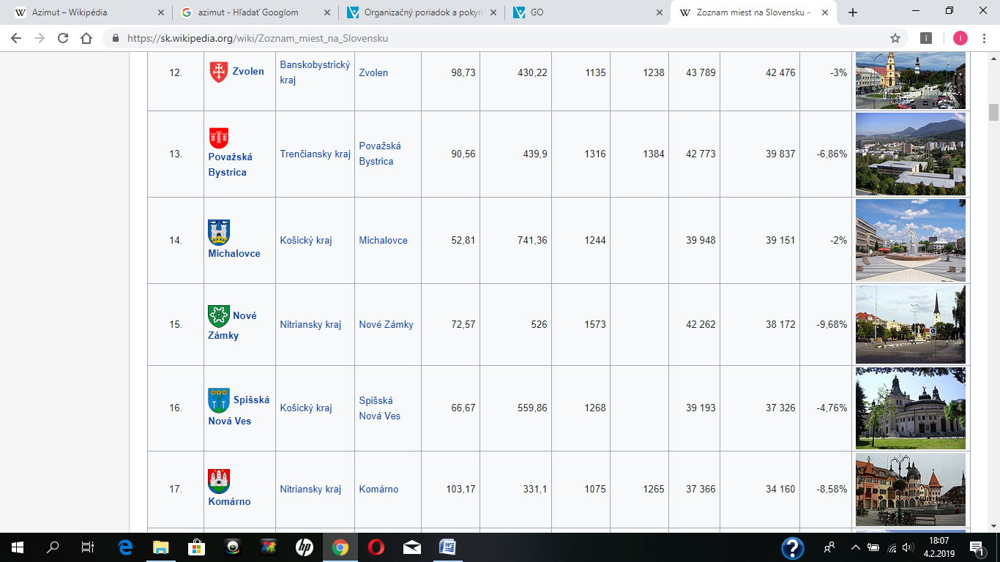 Azimut – Wikipédia
azimut - Hľadať Googlom
Organizačný poriadok a pokyn
GO
Zoznam miest na Slovensku –
https://sk.wikipedia.org/wiki/Zoznam_miest_na_Slovensku
12. Zvolen Banskobystrický kraj Zvolen 98,73 430,22 1135 1238 43 789 42 476 -3%
13. Považská Bystrica Trenčiansky kraj Považská Bystrica 90,56 439,9 1316 1384 42 773 39 837 -6,86%
14. Michalovce Košický kraj Michalovce 52,81 741,36 1244 39 948 39 151 -2%
15. Nové Zámky Nitriansky kraj Nové Zámky 72,57 526 1573 42 262 38 172 -9,68%
16. Spišská Nová Ves Košický kraj Spišská Nová Ves 66,67 559,86 1268 39 193 37 326 -4,76%
17. Komárno Nitriansky kraj Komárno 103,17 331,1 1075 1265 37 366 34 160 -8,58%
18:07
4.2.2019
1